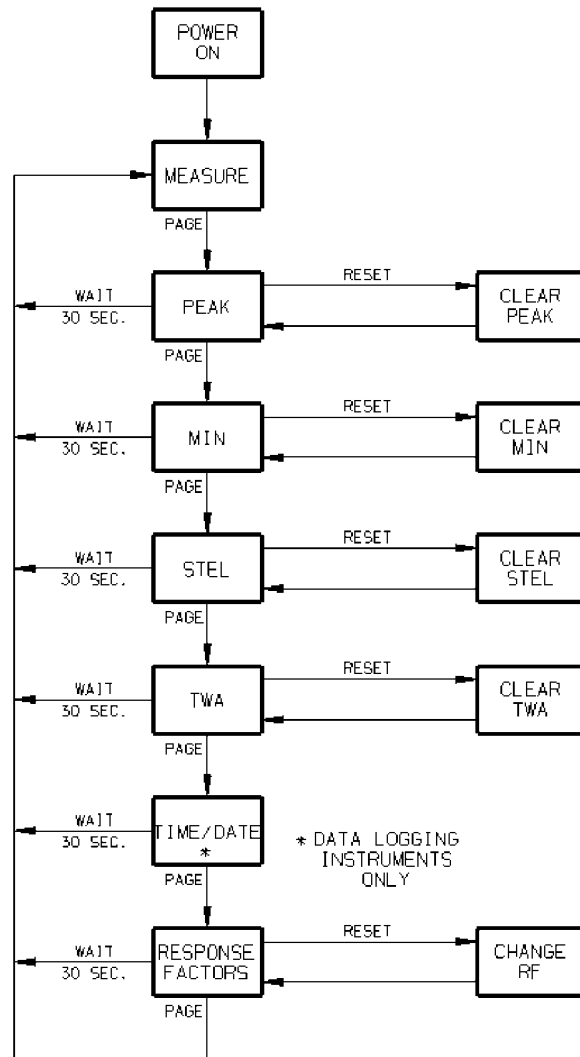 POWER
ON
MEASURE
PAGE
WAIT
30 SEC.
PEAK
RESET
CLEAR
PEAK
PAGE
WAIT
30 SEC.
MIN
RESET
CLEAR
MIN
PAGE
WAIT
30 SEC.
STEL
RESET
CLEAR
STEL
PAGE
WAIT
30 SEC.
TWA
RESET
CLEAR
TWA
PAGE
WAIT
30 SEC.
TIME/DATE
*
* DATA LOGGING
INSTRUMENTS
ONLY
PAGE
WAIT
30 SEC.
RESPONSE
FACTORS
RESET
CHANGE
RF
PAGE